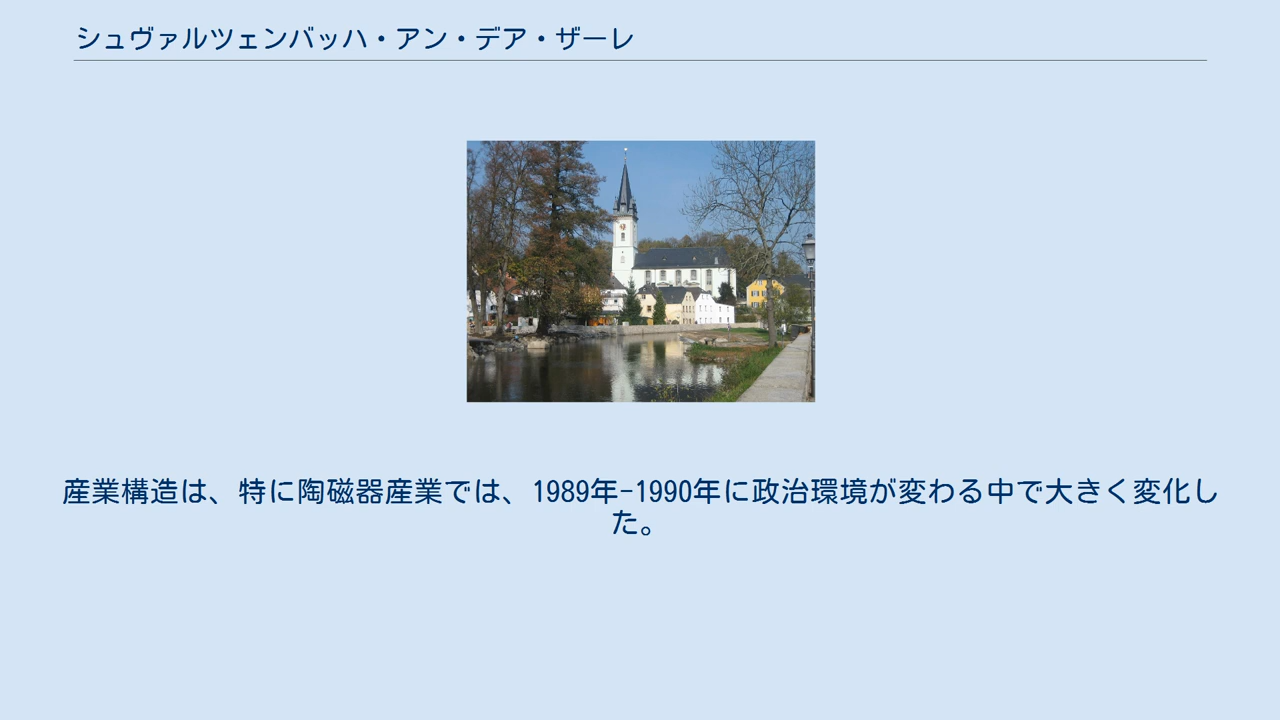 シュヴァルツェンバッハ・アン・デア・ザーレ
産業構造は、特に陶磁器産業では、1989年-1990年に政治環境が変わる中で大きく変化し
た。